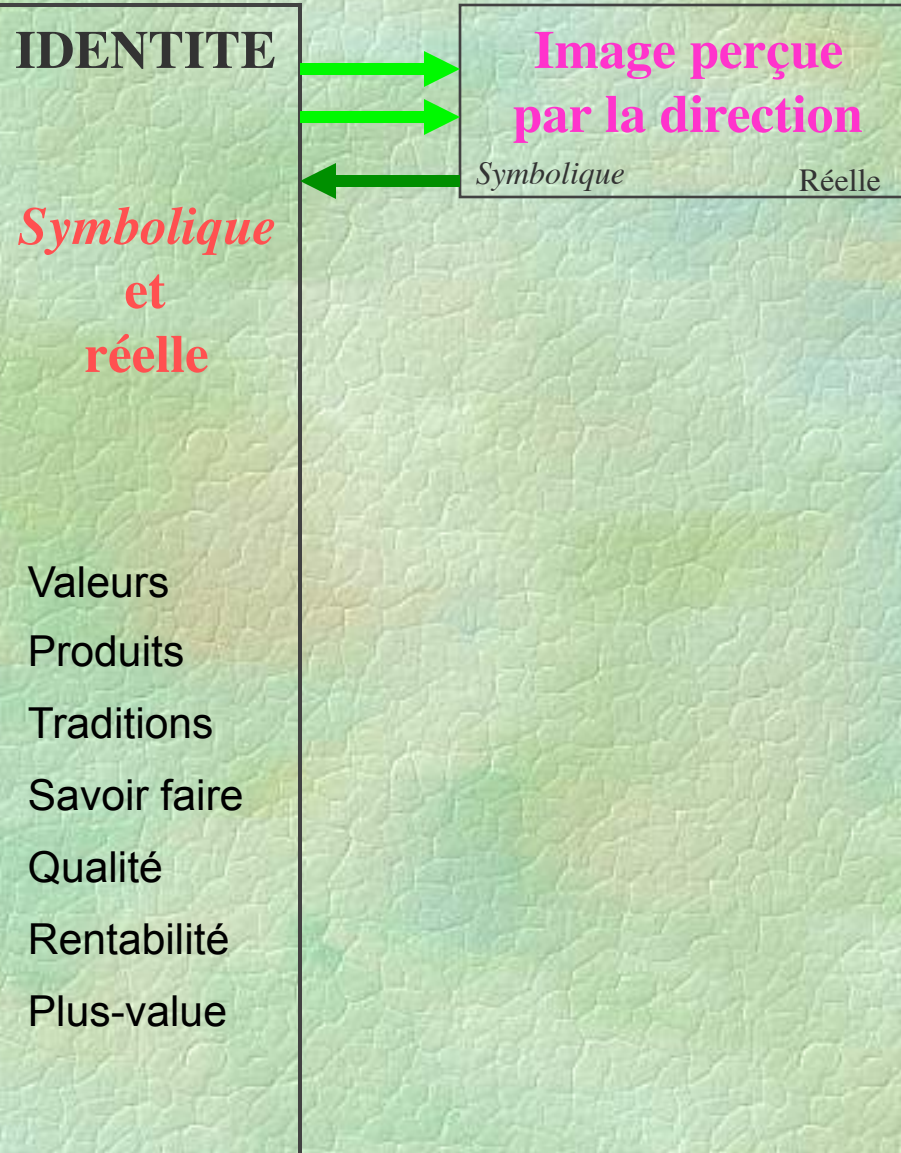 IDENTITE
Symbolique
et
réelle
Valeurs
Produits
Traditions
Savoir faire
Qualité
Rentabilité
Plus-value
Image perçue
par la direction
Symbolique Réelle